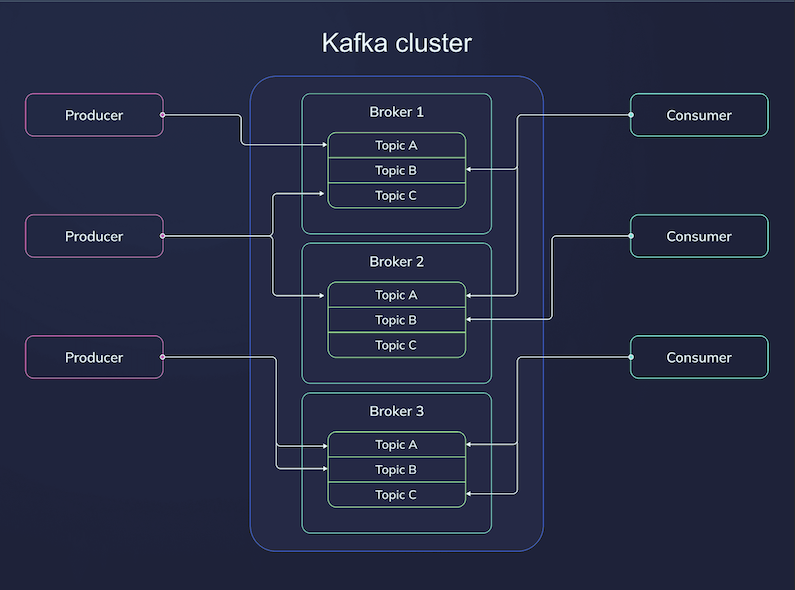 Kafka cluster
Producer
Producer
Producer
Broker 1
Topic A
Topic B
Topic C
Broker 2
Topic A
Topic B
Topic C
Broker 3
Topic A
Topic B
Topic C
Consumer
Consumer
Consumer